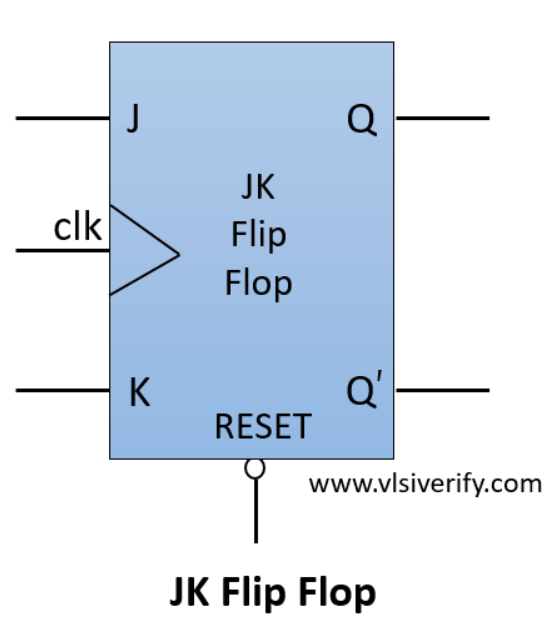 J
Q
JK
Flip
Flop
clk
K
Q'
RESET
www.vlsiverify.com
JK Flip Flop